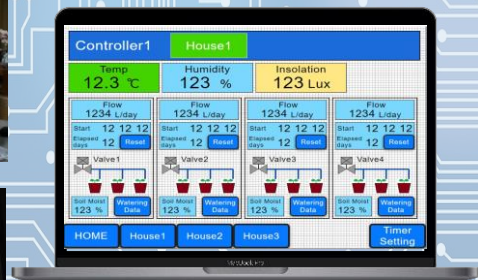 Controller1 House1
Temp Humidity Insolation
12.3 ℃ 123 % 123 Lux
Flow Flow Flow Flow
1234 L/day 1234 L/day 1234 L/day 1234 L/day
Start 12 12 12 Start 12 12 12 Start 12 12 12 Start 12 12 12
Elapsed days 12 Reset Elapsed days 12 Reset Elapsed days 12 Reset Elapsed days 12 Reset
Valve1 Valve2 Valve3 Valve4
Soil Moist Watering Soil Moist Watering Soil Moist Watering Soil Moist Watering
123 % Data 123 % Data 123 % Data 123 % Data
HOME House1 House2 House3 Timer
Setting